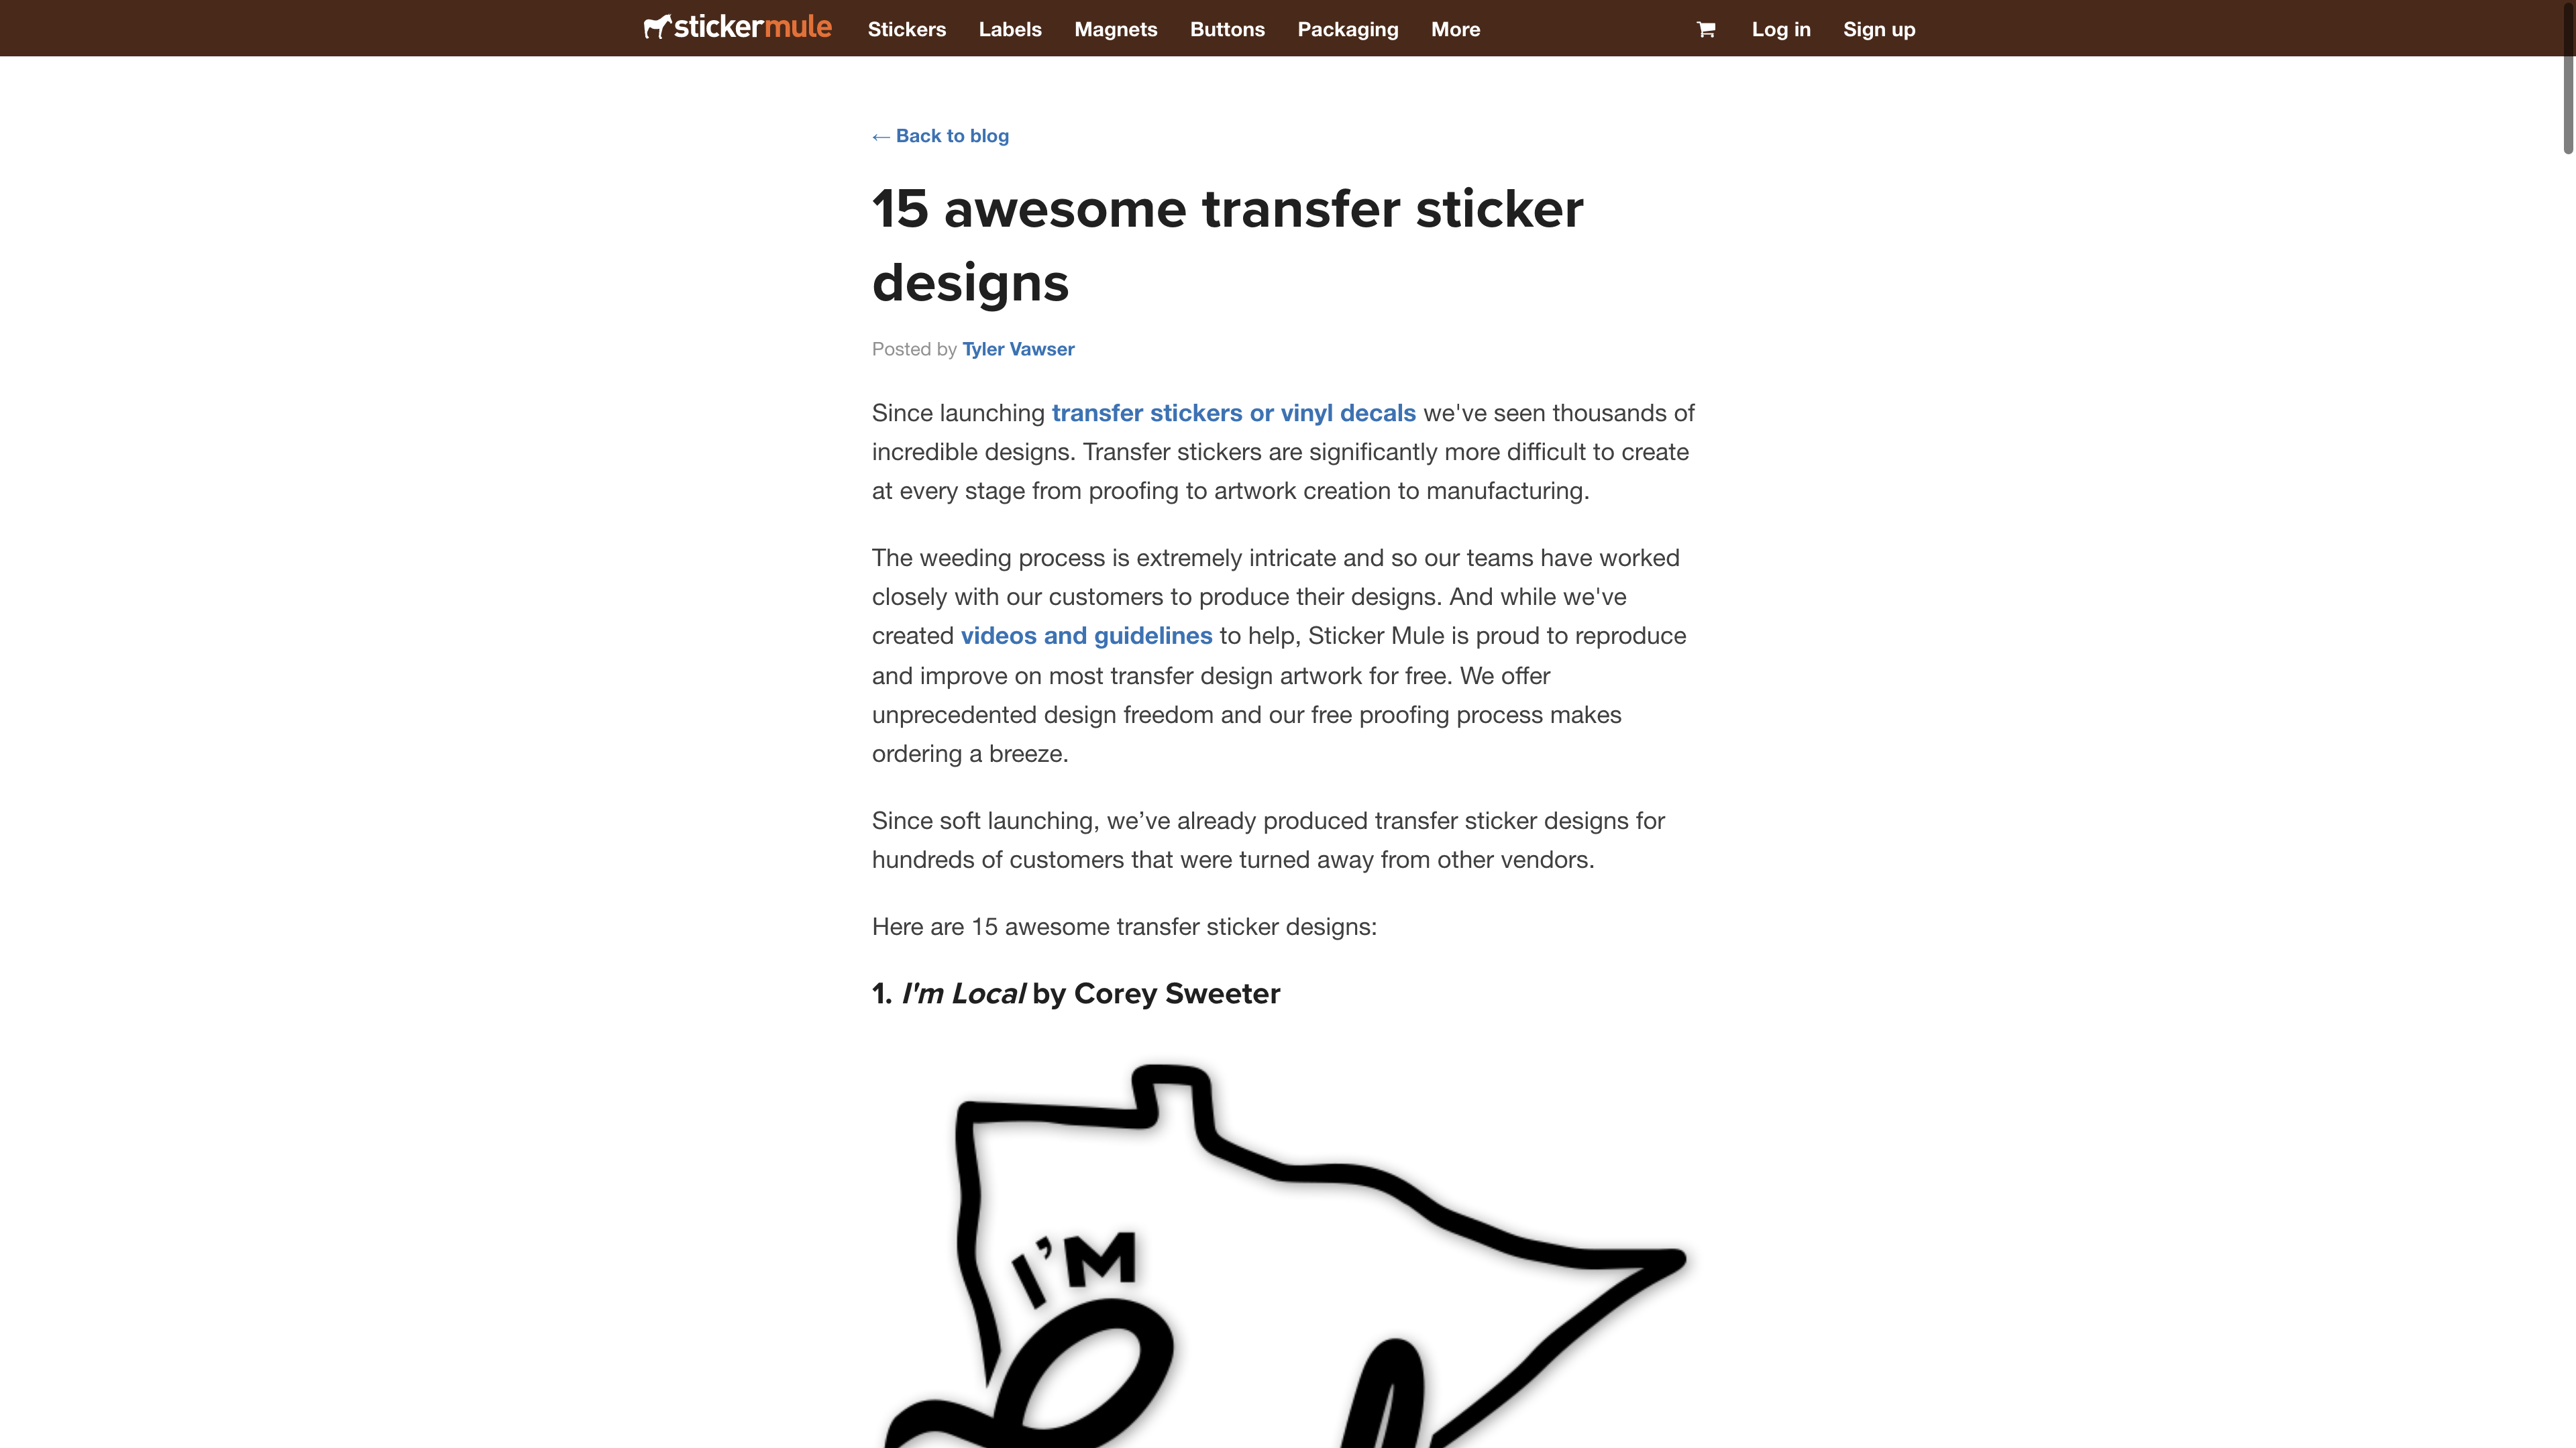 stickermule Stickers Labels Magnets Buttons Packaging More Log in Sign up
← Back to blog
15 awesome transfer sticker
designs
Posted by Tyler Vawser
Since launching transfer stickers or vinyl decals we've seen thousands of
incredible designs. Transfer stickers are significantly more difficult to create
at every stage from proofing to artwork creation to manufacturing.
The weeding process is extremely intricate and so our teams have worked
closely with our customers to produce their designs. And while we've
created videos and guidelines to help, Sticker Mule is proud to reproduce
and improve on most transfer design artwork for free. We offer
unprecedented design freedom and our free proofing process makes
ordering a breeze.
Since soft launching, we’ve already produced transfer sticker designs for
hundreds of customers that were turned away from other vendors.
Here are 15 awesome transfer sticker designs:
1. I'm Local by Corey Sweeter
I’M